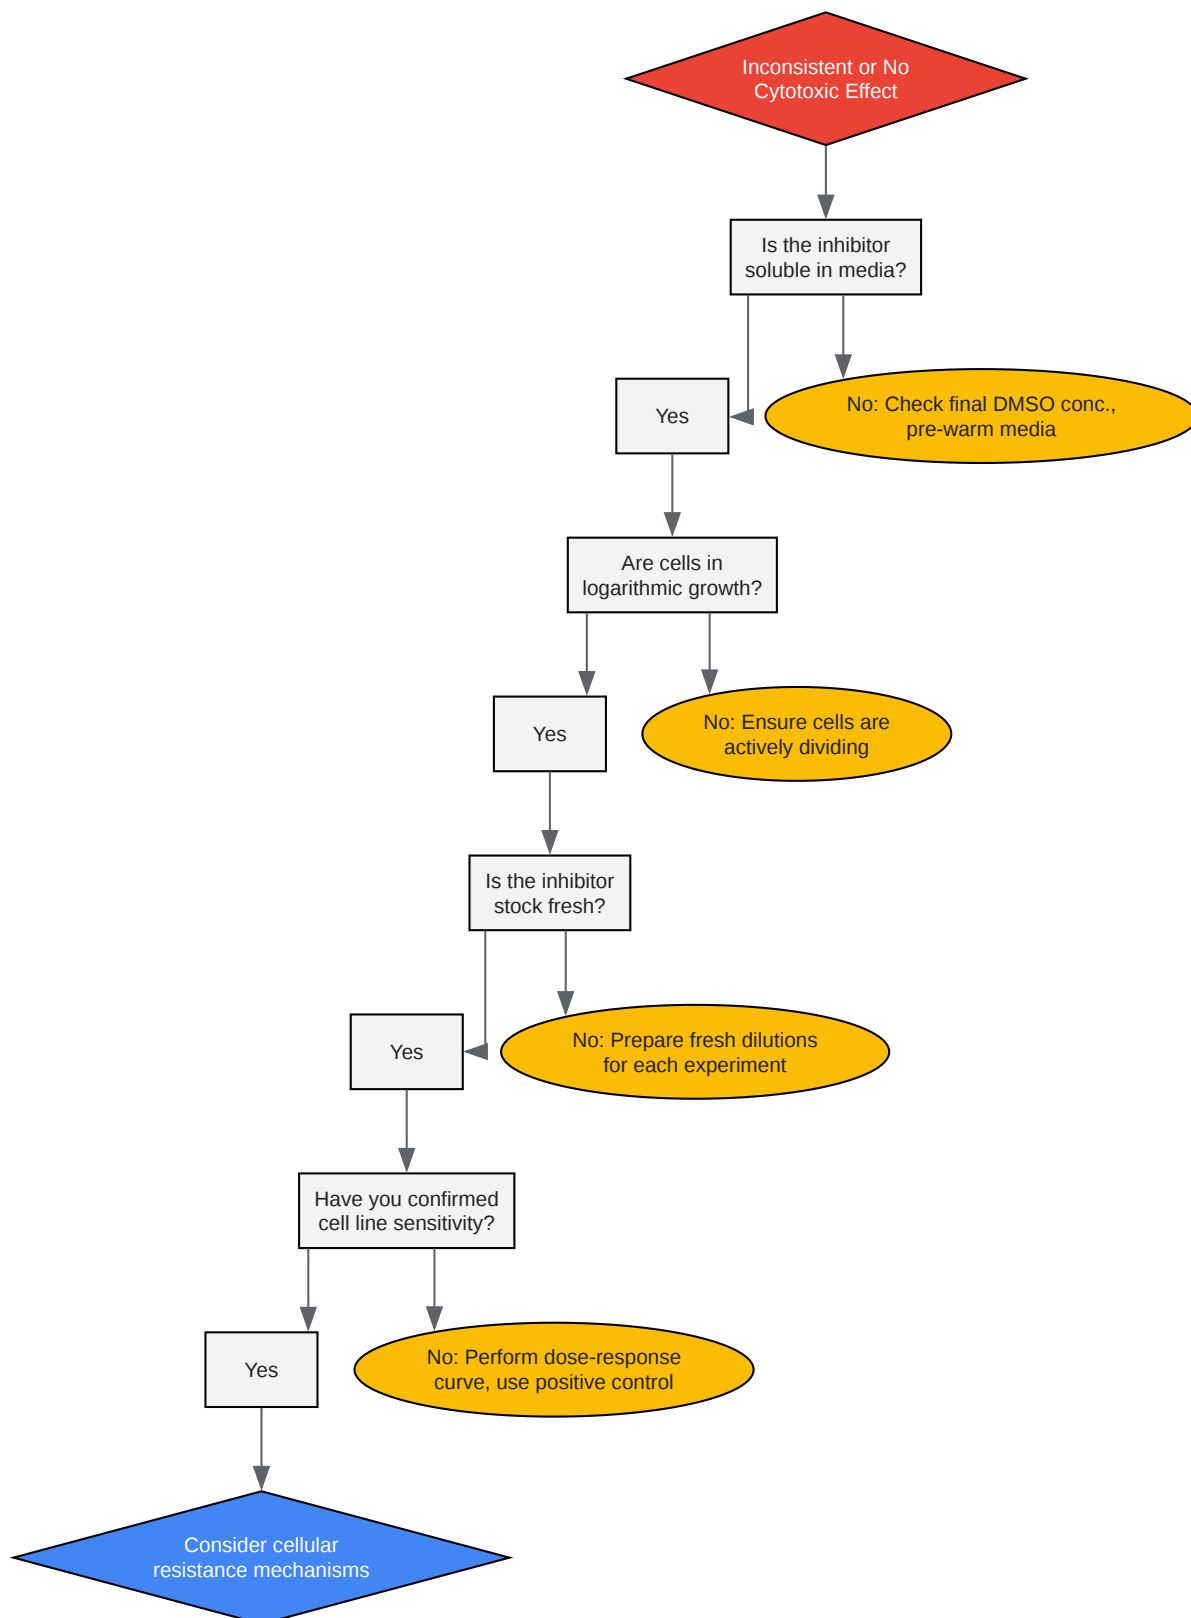 Inconsistent or No
Cytotoxic Effect
Is the inhibitor
soluble in media?
Yes
No: Check final DMSO conc.,
pre-warm media
Are cells in
logarithmic growth?
Yes
No: Ensure cells are
actively dividing
Is the inhibitor
stock fresh?
Yes
No: Prepare fresh dilutions
for each experiment
Have you confirmed
cell line sensitivity?
Yes
No: Perform dose-response
curve, use positive control
Consider cellular
resistance mechanisms